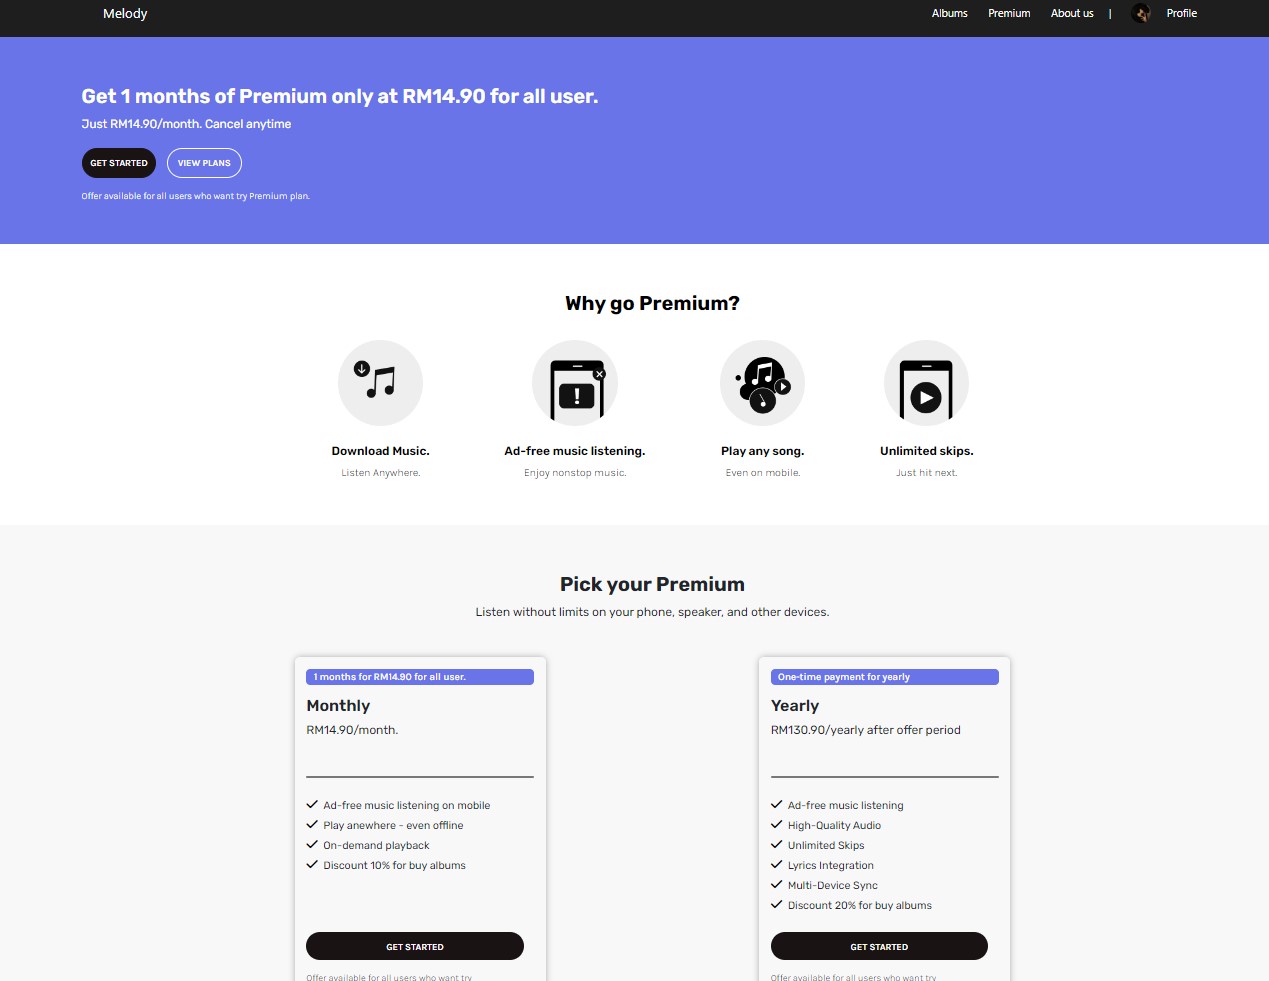 Melody
Albums Premium About us | Profile
Get 1 months of Premium only at RM14.90 for all user.
Just RM14.90/month. Cancel anytime
GET STARTED VIEW PLANS
Offer available for all users who want try Premium plan.
Why go Premium?
Download Music. Ad-free music listening. Play any song. Unlimited skips.
Listen Anywhere. Enjoy nonstop music. Even on mobile. Just hit next.
Pick your Premium
Listen without limits on your phone, speaker, and other devices.
1 months for RM14.90 for all user.
Monthly
RM14.90/month.
Ad-free music listening on mobile
Play anewhere - even offline
On-demand playback
Discount 10% for buy albums
GET STARTED
Offer available for all users who want try
One-time payment for yearly
Yearly
RM130.90/yearly after offer period
Ad-free music listening
High-Quality Audio
Unlimited Skips
Lyrics Integration
Multi-Device Sync
Discount 20% for buy albums
GET STARTED
Offer available for all users who want try